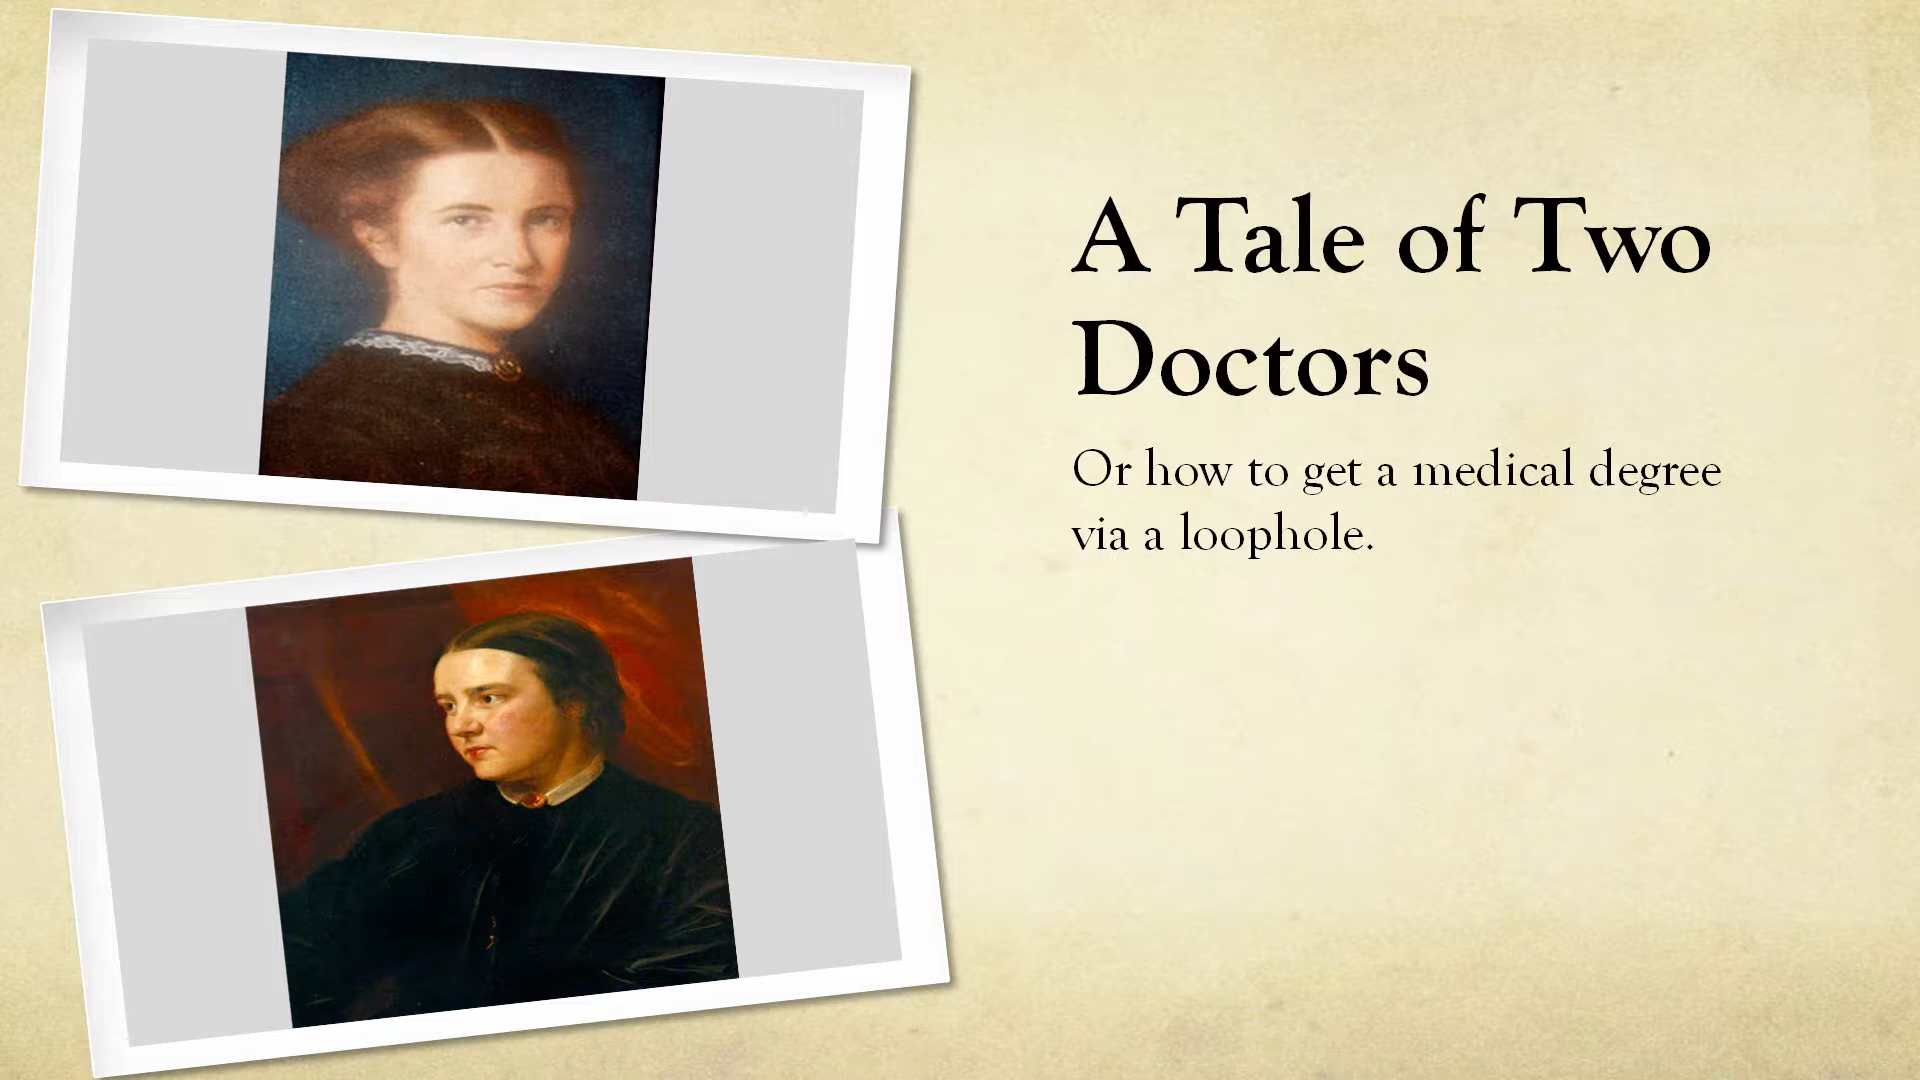 A Tale of Two
Doctors
Or how to get a medical degree
via a loophole.